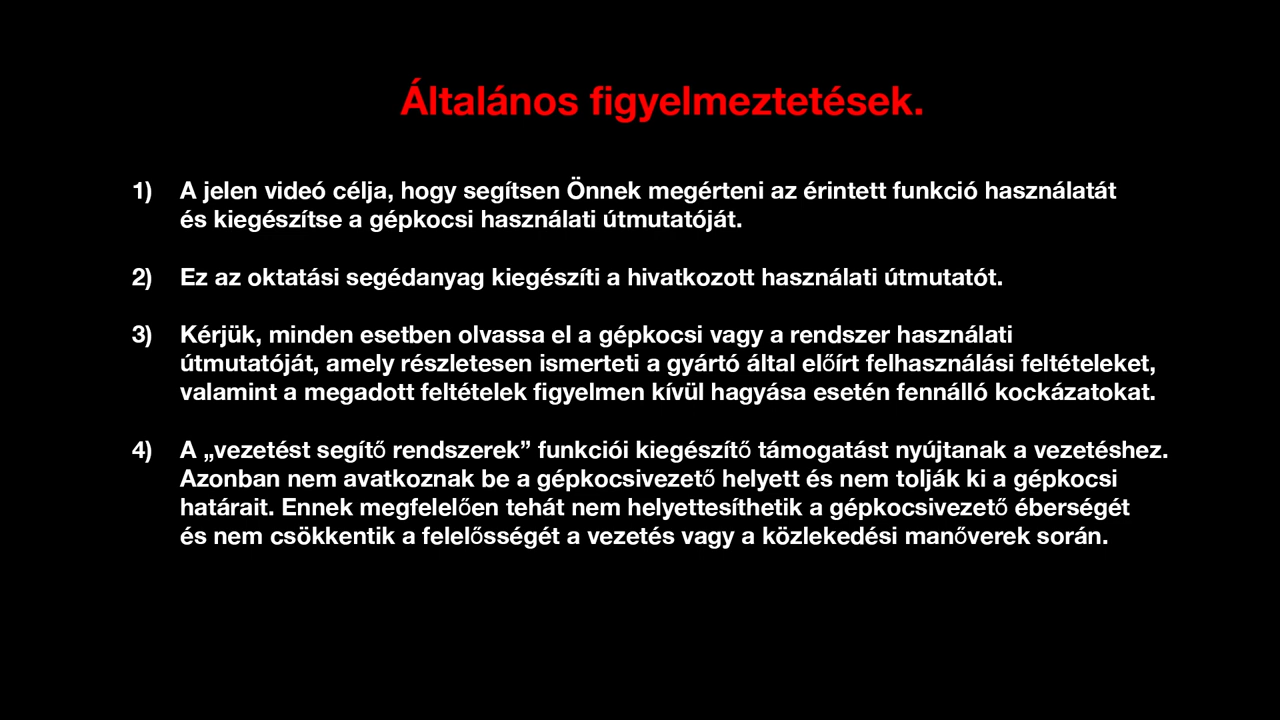 Általános figyelmeztetések.
1) A jelen videó célja, hogy segítsen Önnek megérteni az érintett funkció használatát
és kiegészítse a gépkocsi használati útmutatóját.
2) Ez az oktatási segédanyag kiegészíti a hivatkozott használati útmutatót.
3) Kérjük, minden esetben olvassa el a gépkocsi vagy a rendszer használati
útmutatóját, amely részletesen ismerteti a gyártó által előírt felhasználási feltételeket,
valamint a megadott feltételek figyelmen kívül hagyása esetén fennálló kockázatokat.
4) A „vezetést segítő rendszerek” funkciói kiegészítő támogatást nyújtanak a vezetéshez.
Azonban nem avatkoznak be a gépkocsivezető helyett és nem tolják ki a gépkocsi
határait. Ennek megfelelően tehát nem helyettesíthetik a gépkocsivezető éberségét
és nem csökkentik a felelősségét a vezetés vagy a közlekedési manőverek során.